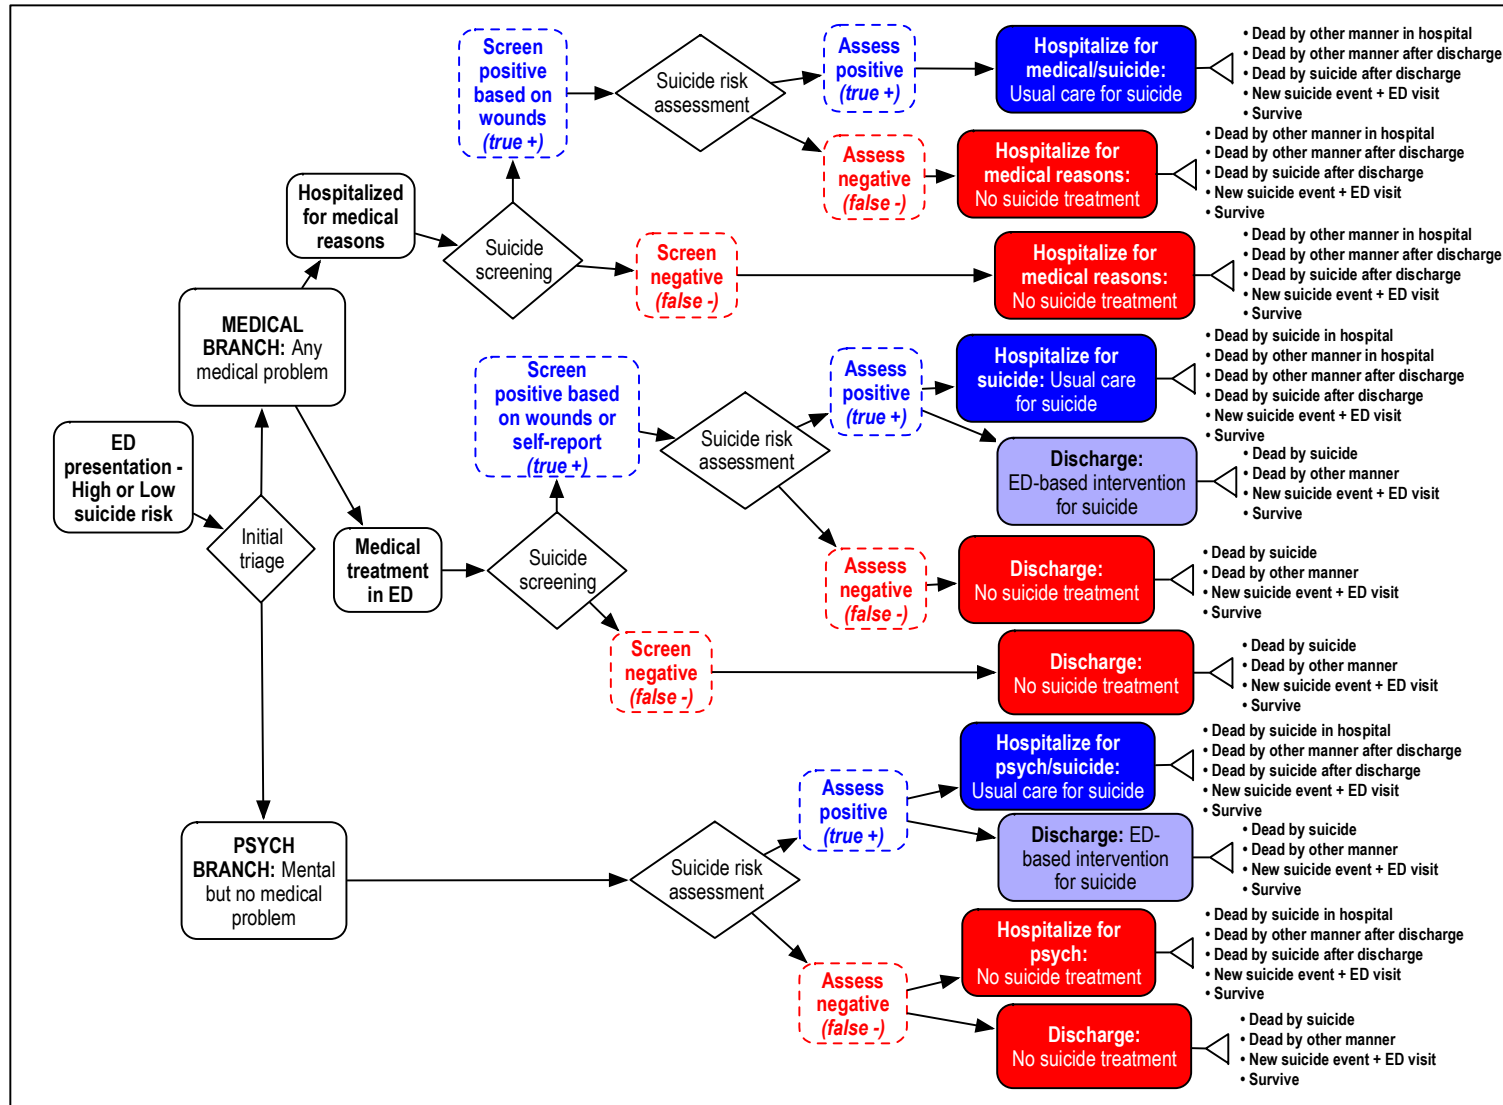 Screen
positive
based on
wounds
(true +)
Suicide risk
assessment
Assess
positive
(true +)
Hospitalize for
medical/suicide:
Usual care for suicide
• Dead by other manner in hospital
• Dead by other manner after discharge
• Dead by suicide after discharge
• New suicide event + ED visit
• Survive
Assess
negative
(false -)
Hospitalize for
medical reasons:
No suicide treatment
• Dead by other manner in hospital
• Dead by other manner after discharge
• Dead by suicide after discharge
• New suicide event + ED visit
• Survive
Hospitalized
for medical
reasons
Suicide
screening
Screen
negative
(false -)
Hospitalize for
medical reasons:
No suicide treatment
• Dead by other manner in hospital
• Dead by other manner after discharge
• Dead by suicide after discharge
• New suicide event + ED visit
• Survive
MEDICAL
BRANCH: Any
medical problem
Screen
positive based
on wounds or
self-report
(true +)
Suicide risk
assessment
Assess
positive
(true +)
Hospitalize for
suicide: Usual care
for suicide
• Dead by suicide in hospital
• Dead by other manner in hospital
• Dead by other manner after discharge
• Dead by suicide after discharge
• New suicide event + ED visit
• Survive
Discharge:
ED-based intervention
for suicide
• Dead by suicide
• Dead by other manner
• New suicide event + ED visit
• Survive
ED
presentation -
High or Low
suicide risk
Initial
triage
Medical
treatment
in ED
Suicide
screening
Assess
negative
(false -)
Discharge:
No suicide treatment
• Dead by suicide
• Dead by other manner
• New suicide event + ED visit
• Survive
Screen
negative
(false -)
Discharge:
No suicide treatment
• Dead by suicide
• Dead by other manner
• New suicide event + ED visit
• Survive
PSYCH
BRANCH: Mental
but no medical
problem
Suicide risk
assessment
Assess
positive
(true +)
Hospitalize for
psych/suicide:
Usual care for suicide
• Dead by suicide in hospital
• Dead by other manner after discharge
• Dead by suicide after discharge
• New suicide event + ED visit
• Survive
Discharge: ED-
based intervention
for suicide
• Dead by suicide
• Dead by other manner
• New suicide event + ED visit
• Survive
Assess
negative
(false -)
Hospitalize for
psych:
No suicide treatment
• Dead by suicide in hospital
• Dead by other manner after discharge
• Dead by suicide after discharge
• New suicide event + ED visit
• Survive
Discharge:
No suicide treatment
• Dead by suicide
• Dead by other manner
• New suicide event + ED visit
• Survive